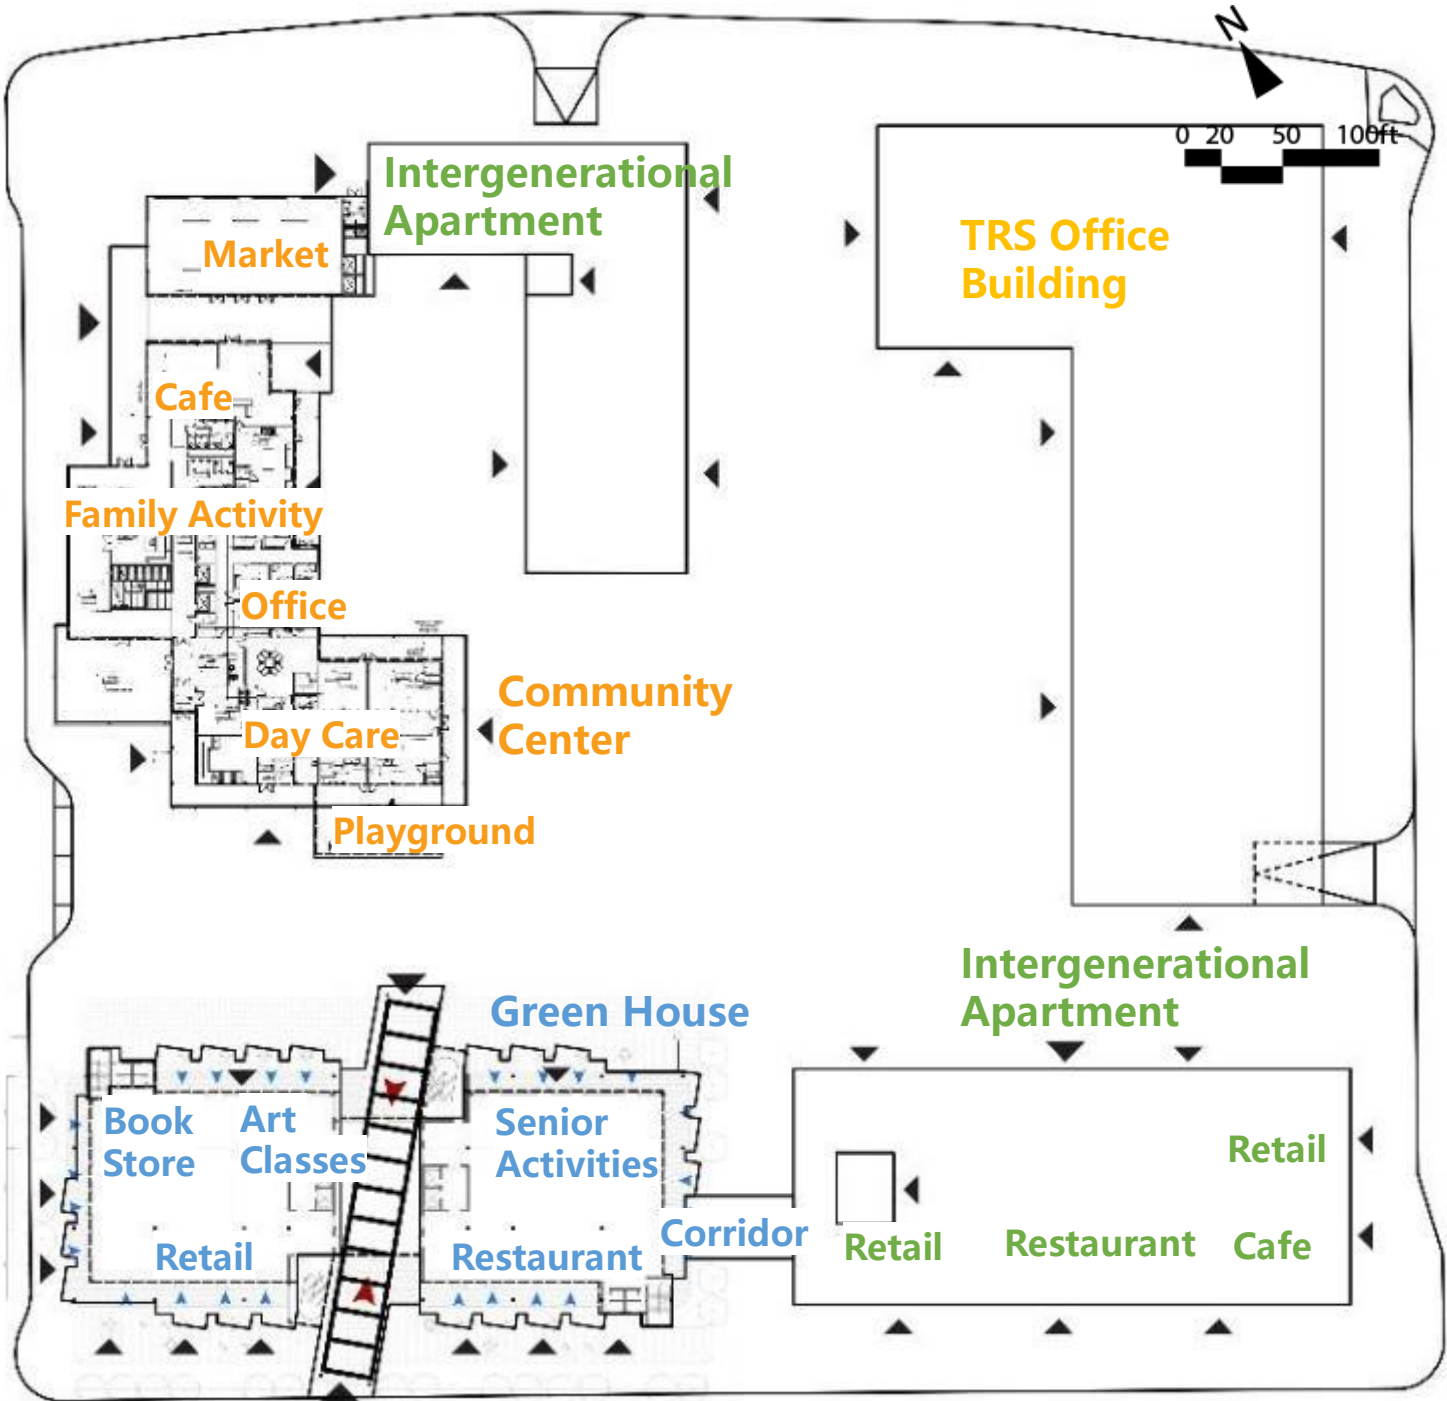 N
0 20 50 100ft
Intergenerational
Apartment
Market
TRS Office
Building
Cafe
Family Activity
Office
Community
Center
Day Care
Playground
Intergenerational
Apartment
Green House
Book
Store
Art
Classes
Senior
Activities
Retail
Restaurant
Corridor
Retail
Retail
Restaurant
Cafe